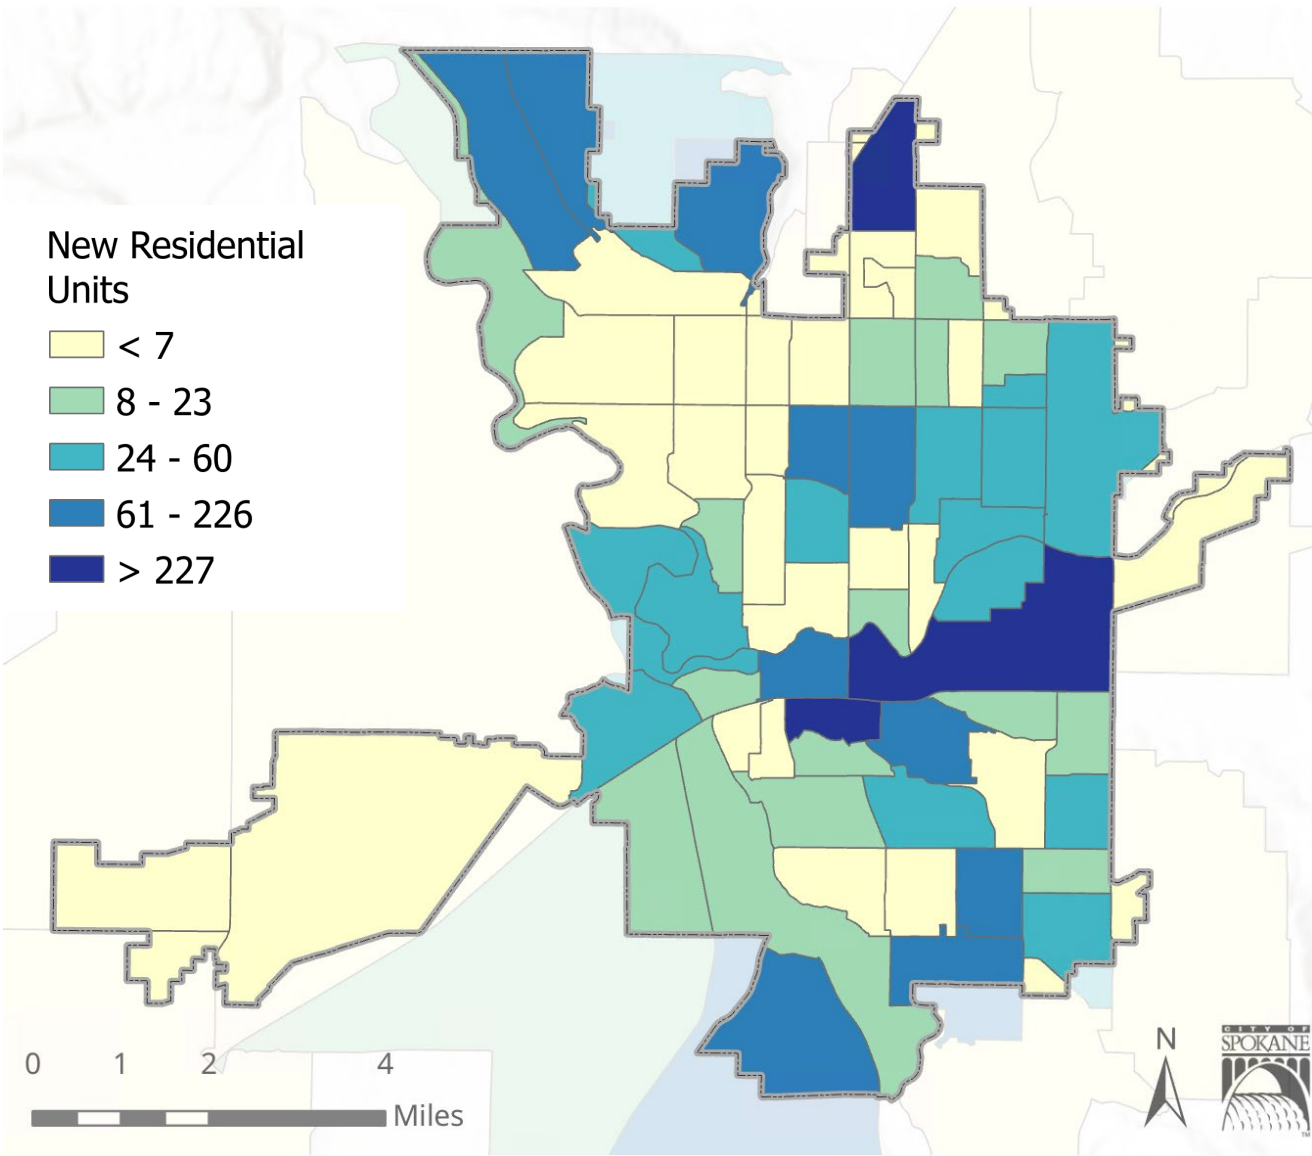 New Residential
Units
< 7
8 - 23
24 - 60
61 - 226
> 227
0 1 2 4
Miles
N
CITY OF
SPOKANE
TM